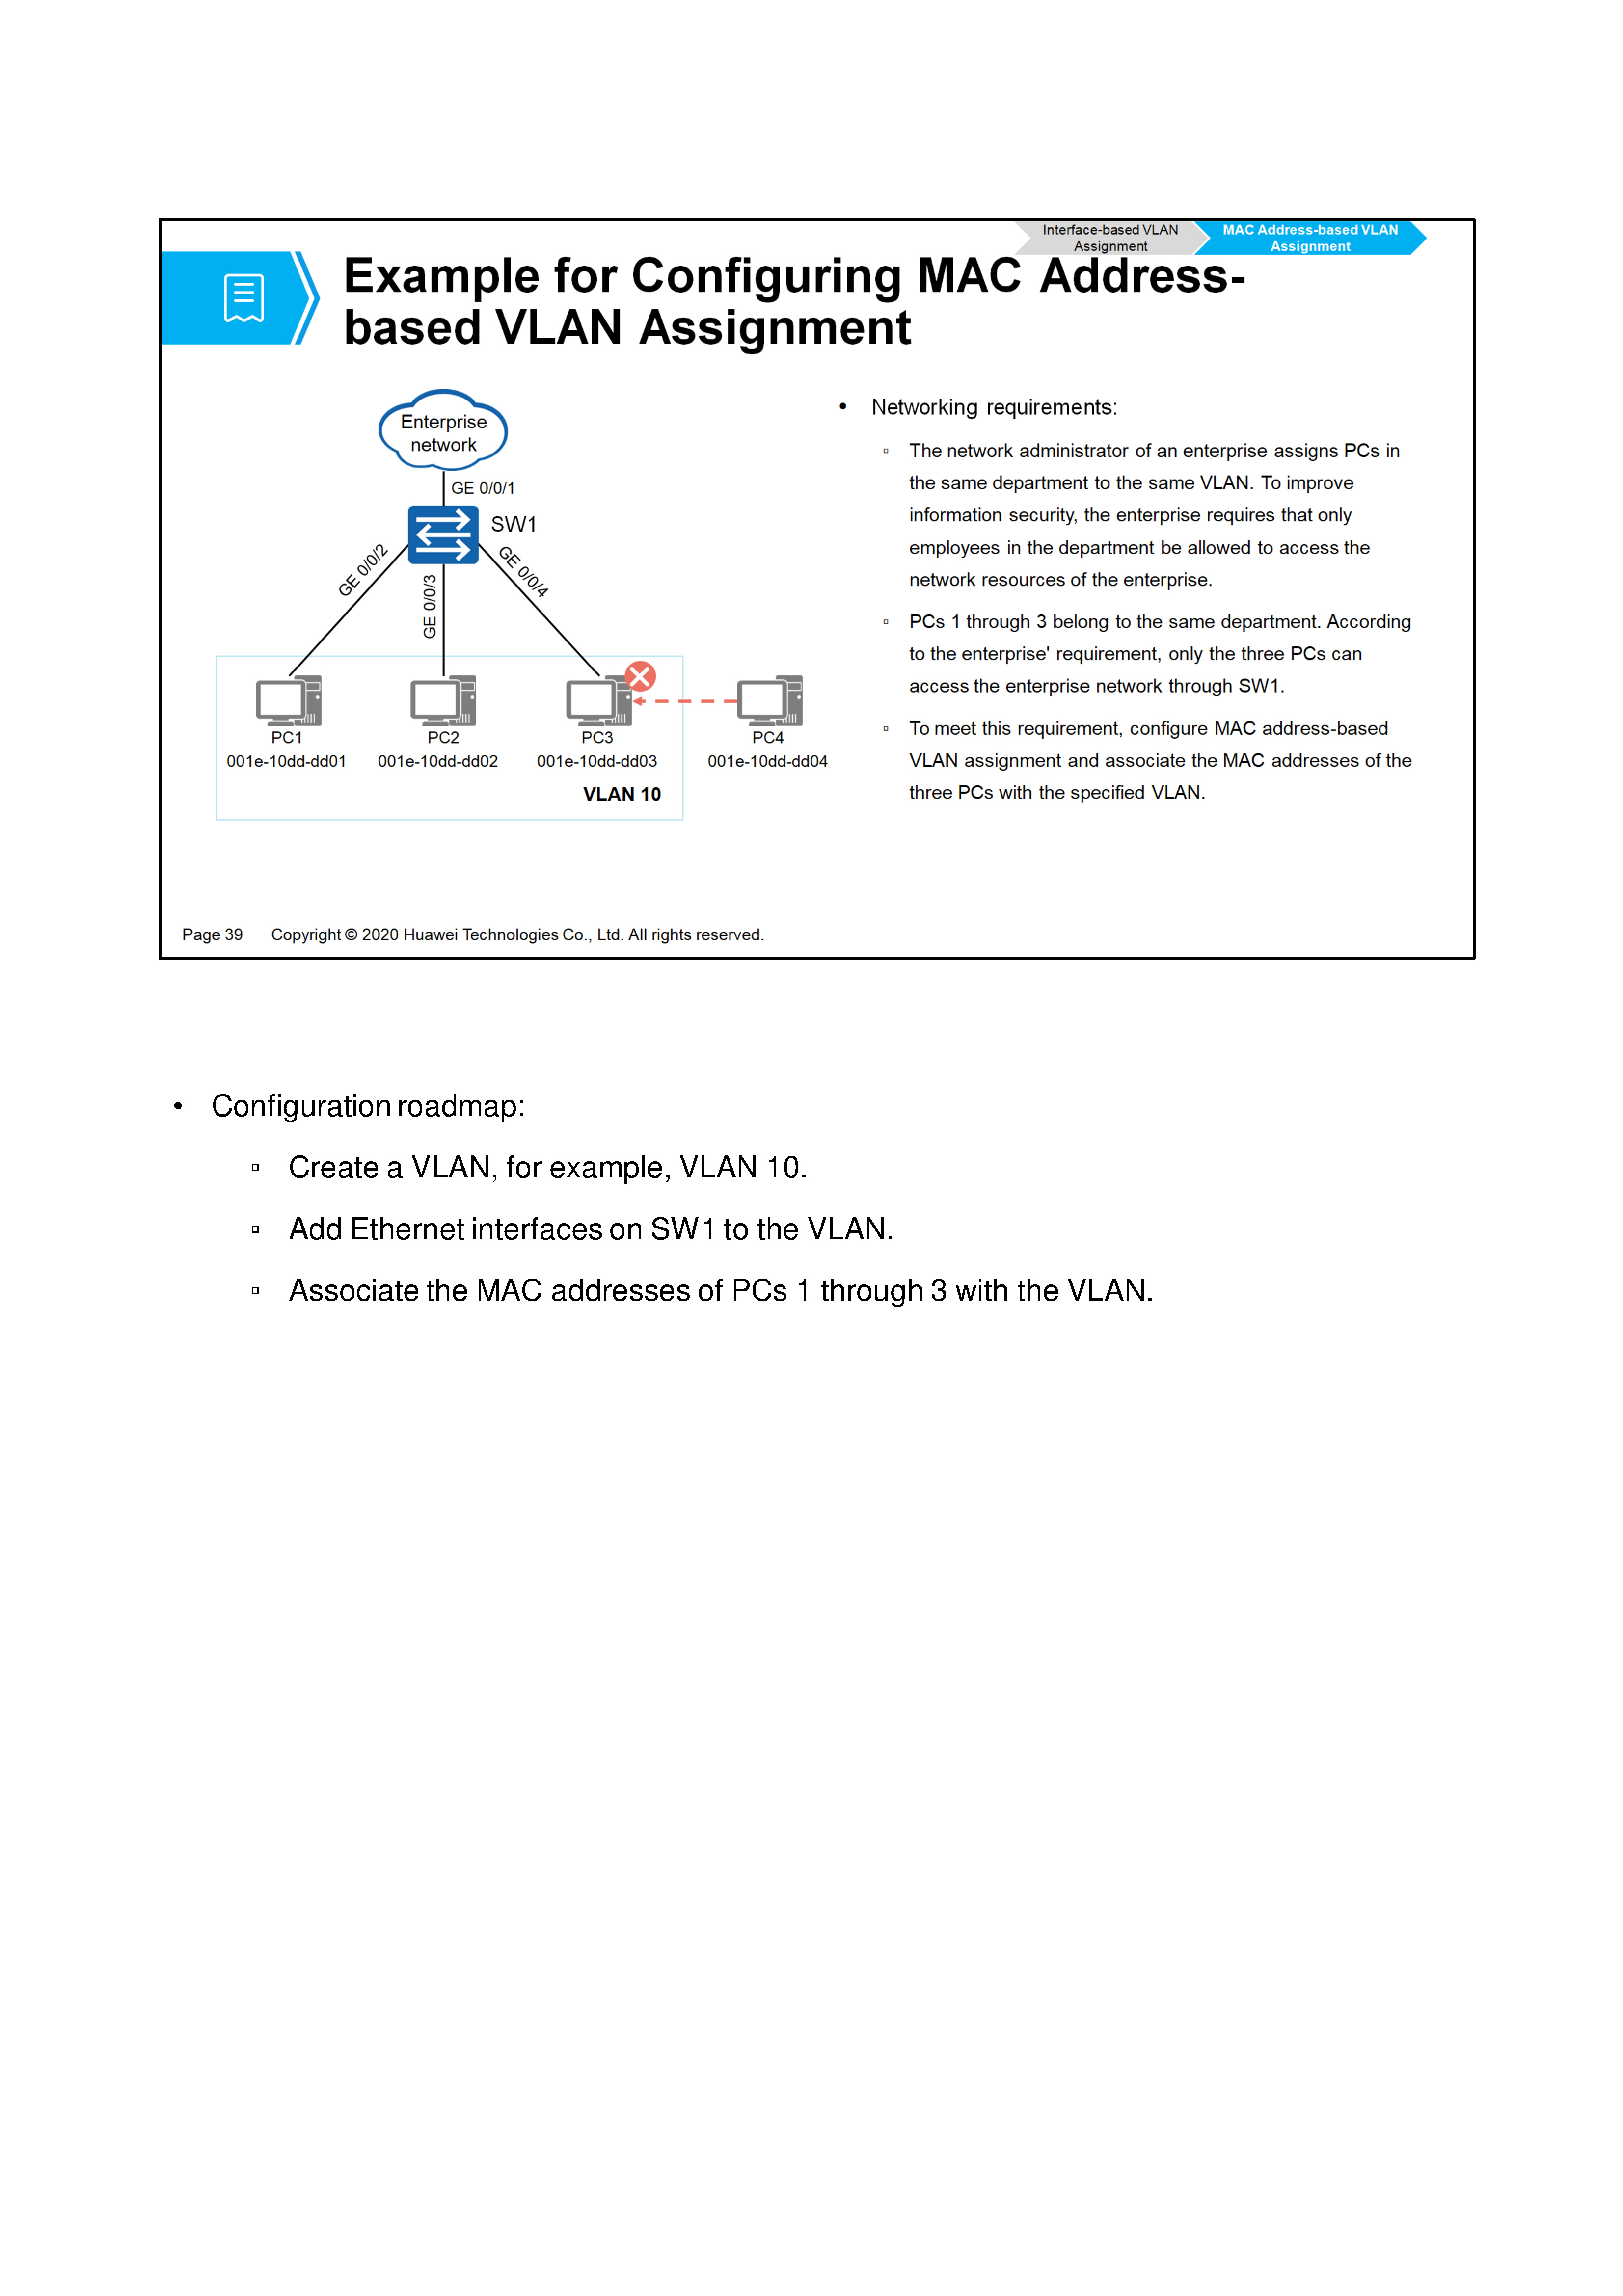 Interface-based VLAN
Assignment
MAC Address-based VLAN
Assignment
Example for Configuring MAC Address-
based VLAN Assignment
Enterprise
network
GE 0/0/1
SW1
GE 0/0/2
GE 0/0/3
GE 0/0/4
PC1
001e-10dd-dd01
PC2
001e-10dd-dd02
PC3
001e-10dd-dd03
PC4
001e-10dd-dd04
VLAN 10
• Networking requirements:
▫ The network administrator of an enterprise assigns PCs in
the same department to the same VLAN. To improve
information security, the enterprise requires that only
employees in the department be allowed to access the
network resources of the enterprise.
▫ PCs 1 through 3 belong to the same department. According
to the enterprise' requirement, only the three PCs can
access the enterprise network through SW1.
▫ To meet this requirement, configure MAC address-based
VLAN assignment and associate the MAC addresses of the
three PCs with the specified VLAN.
Page 39 Copyright © 2020 Huawei Technologies Co., Ltd. All rights reserved.
• Configuration roadmap:
▫ Create a VLAN, for example, VLAN 10.
▫ Add Ethernet interfaces on SW1 to the VLAN.
▫ Associate the MAC addresses of PCs 1 through 3 with the VLAN.